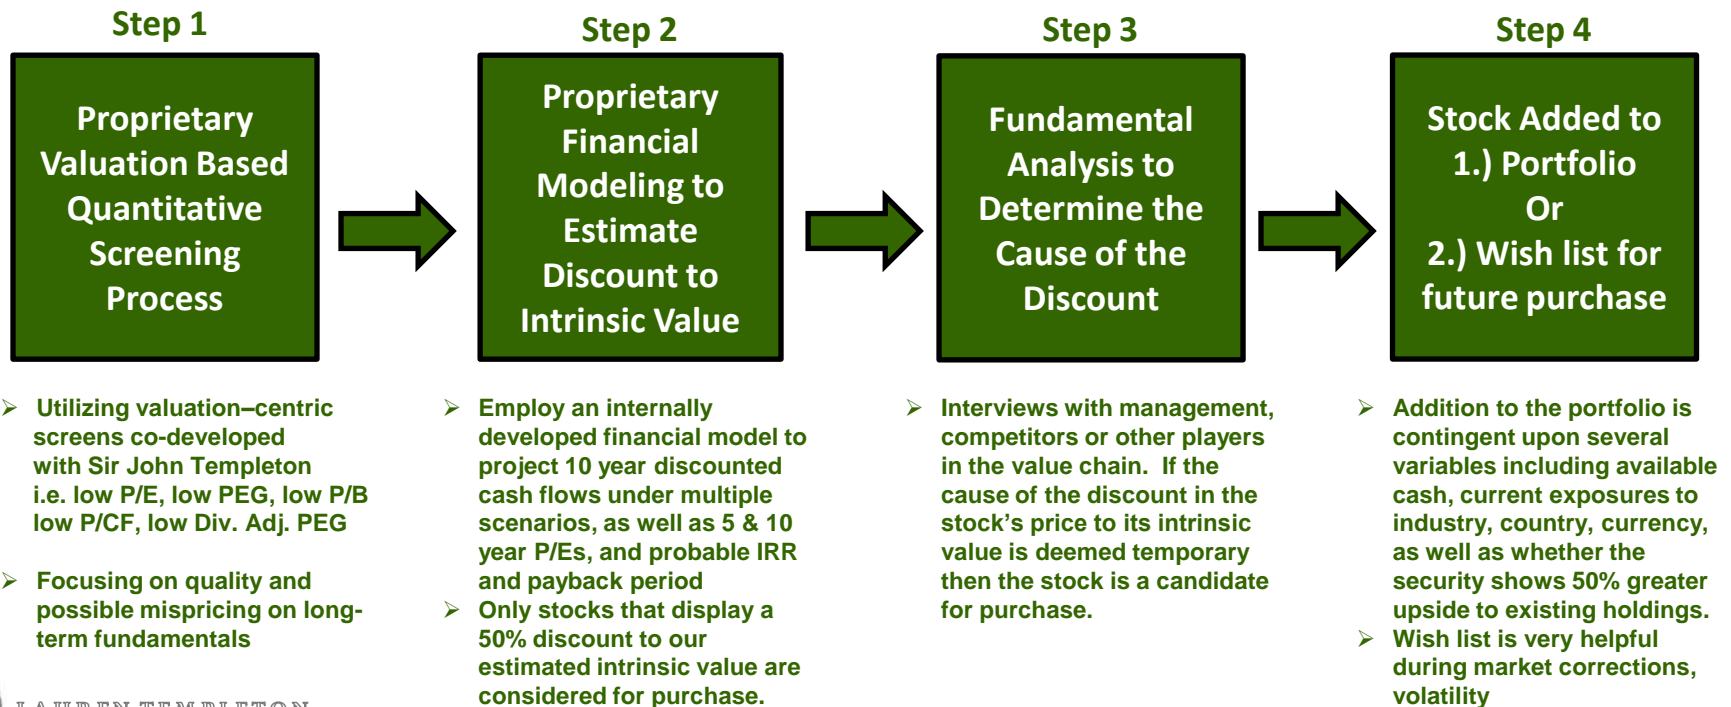 Step 1
Proprietary
Valuation Based
Quantitative
Screening
Process
➢ Utilizing valuation–centric
screens co-developed
with Sir John Templeton
i.e. low P/E, low PEG, low P/B
low P/CF, low Div. Adj. PEG
➢ Focusing on quality and
possible mispricing on long-
term fundamentals
Step 2
Proprietary
Financial
Modeling to
Estimate
Discount to
Intrinsic Value
➢ Employ an internally
developed financial model to
project 10 year discounted
cash flows under multiple
scenarios, as well as 5 & 10
year P/Es, and probable IRR
and payback period
➢ Only stocks that display a
50% discount to our
estimated intrinsic value are
considered for purchase.
Step 3
Fundamental
Analysis to
Determine the
Cause of the
Discount
➢ Interviews with management,
competitors or other players
in the value chain.  If the
cause of the discount in the
stock’s price to its intrinsic
value is deemed temporary
then the stock is a candidate
for purchase.
Step 4
Stock Added to
1.) Portfolio
Or
2.) Wish list for
future purchase
➢ Addition to the portfolio is
contingent upon several
variables including available
cash, current exposures to
industry, country, currency,
as well as whether the
security shows 50% greater
upside to existing holdings.
➢ Wish list is very helpful
during market corrections,
volatility
LAUREN TEMPLETON